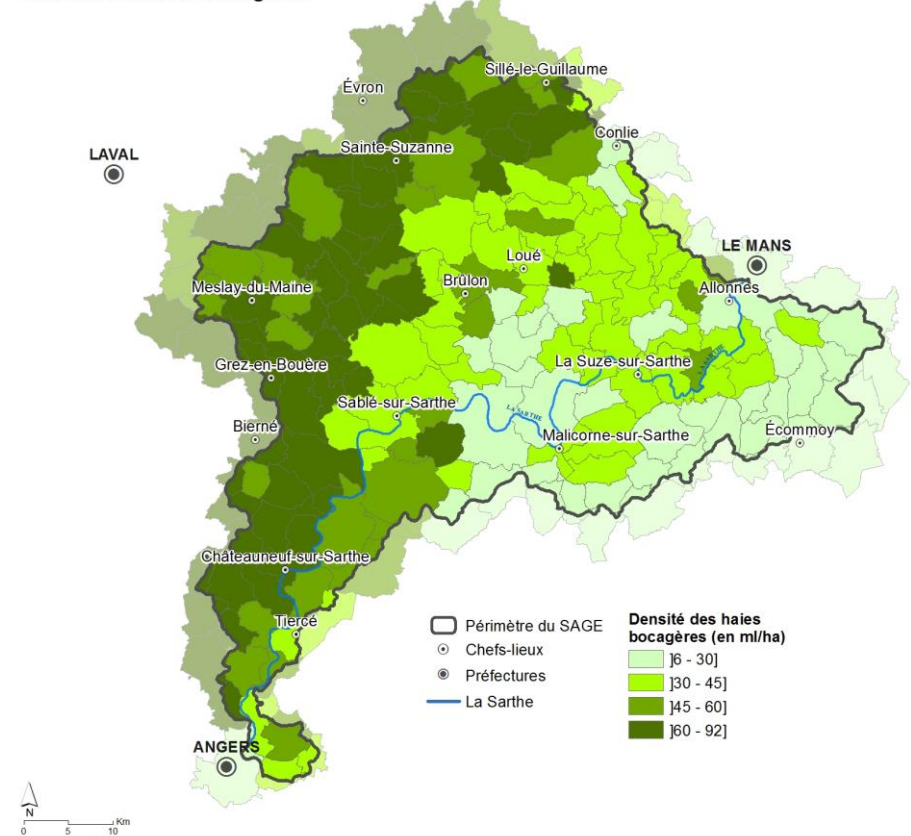 Sillé-le-Guillaume
Évron
Conlie
LAVAL
Sainte-Suzanne
LE MANS
Loué
Meslay-du-Maine
Brûlon
Allonnes
LA SARTHE
Grez-en-Bouère
La Suze-sur-Sarthe
Sablé-sur-Sarthe
LA SARTHE
Bierné
Malicorne-sur-Sarthe
Écommoy
Châteauneuf-sur-Sarthe
Tiercé
ANGERS
Périmètre du SAGE
Chefs-lieux
Préfectures
La Sarthe
Densité des haies
bocagères (en ml/ha)
]6 - 30]
]30 - 45]
]45 - 60]
]60 - 92]
N
Km
0 5 10